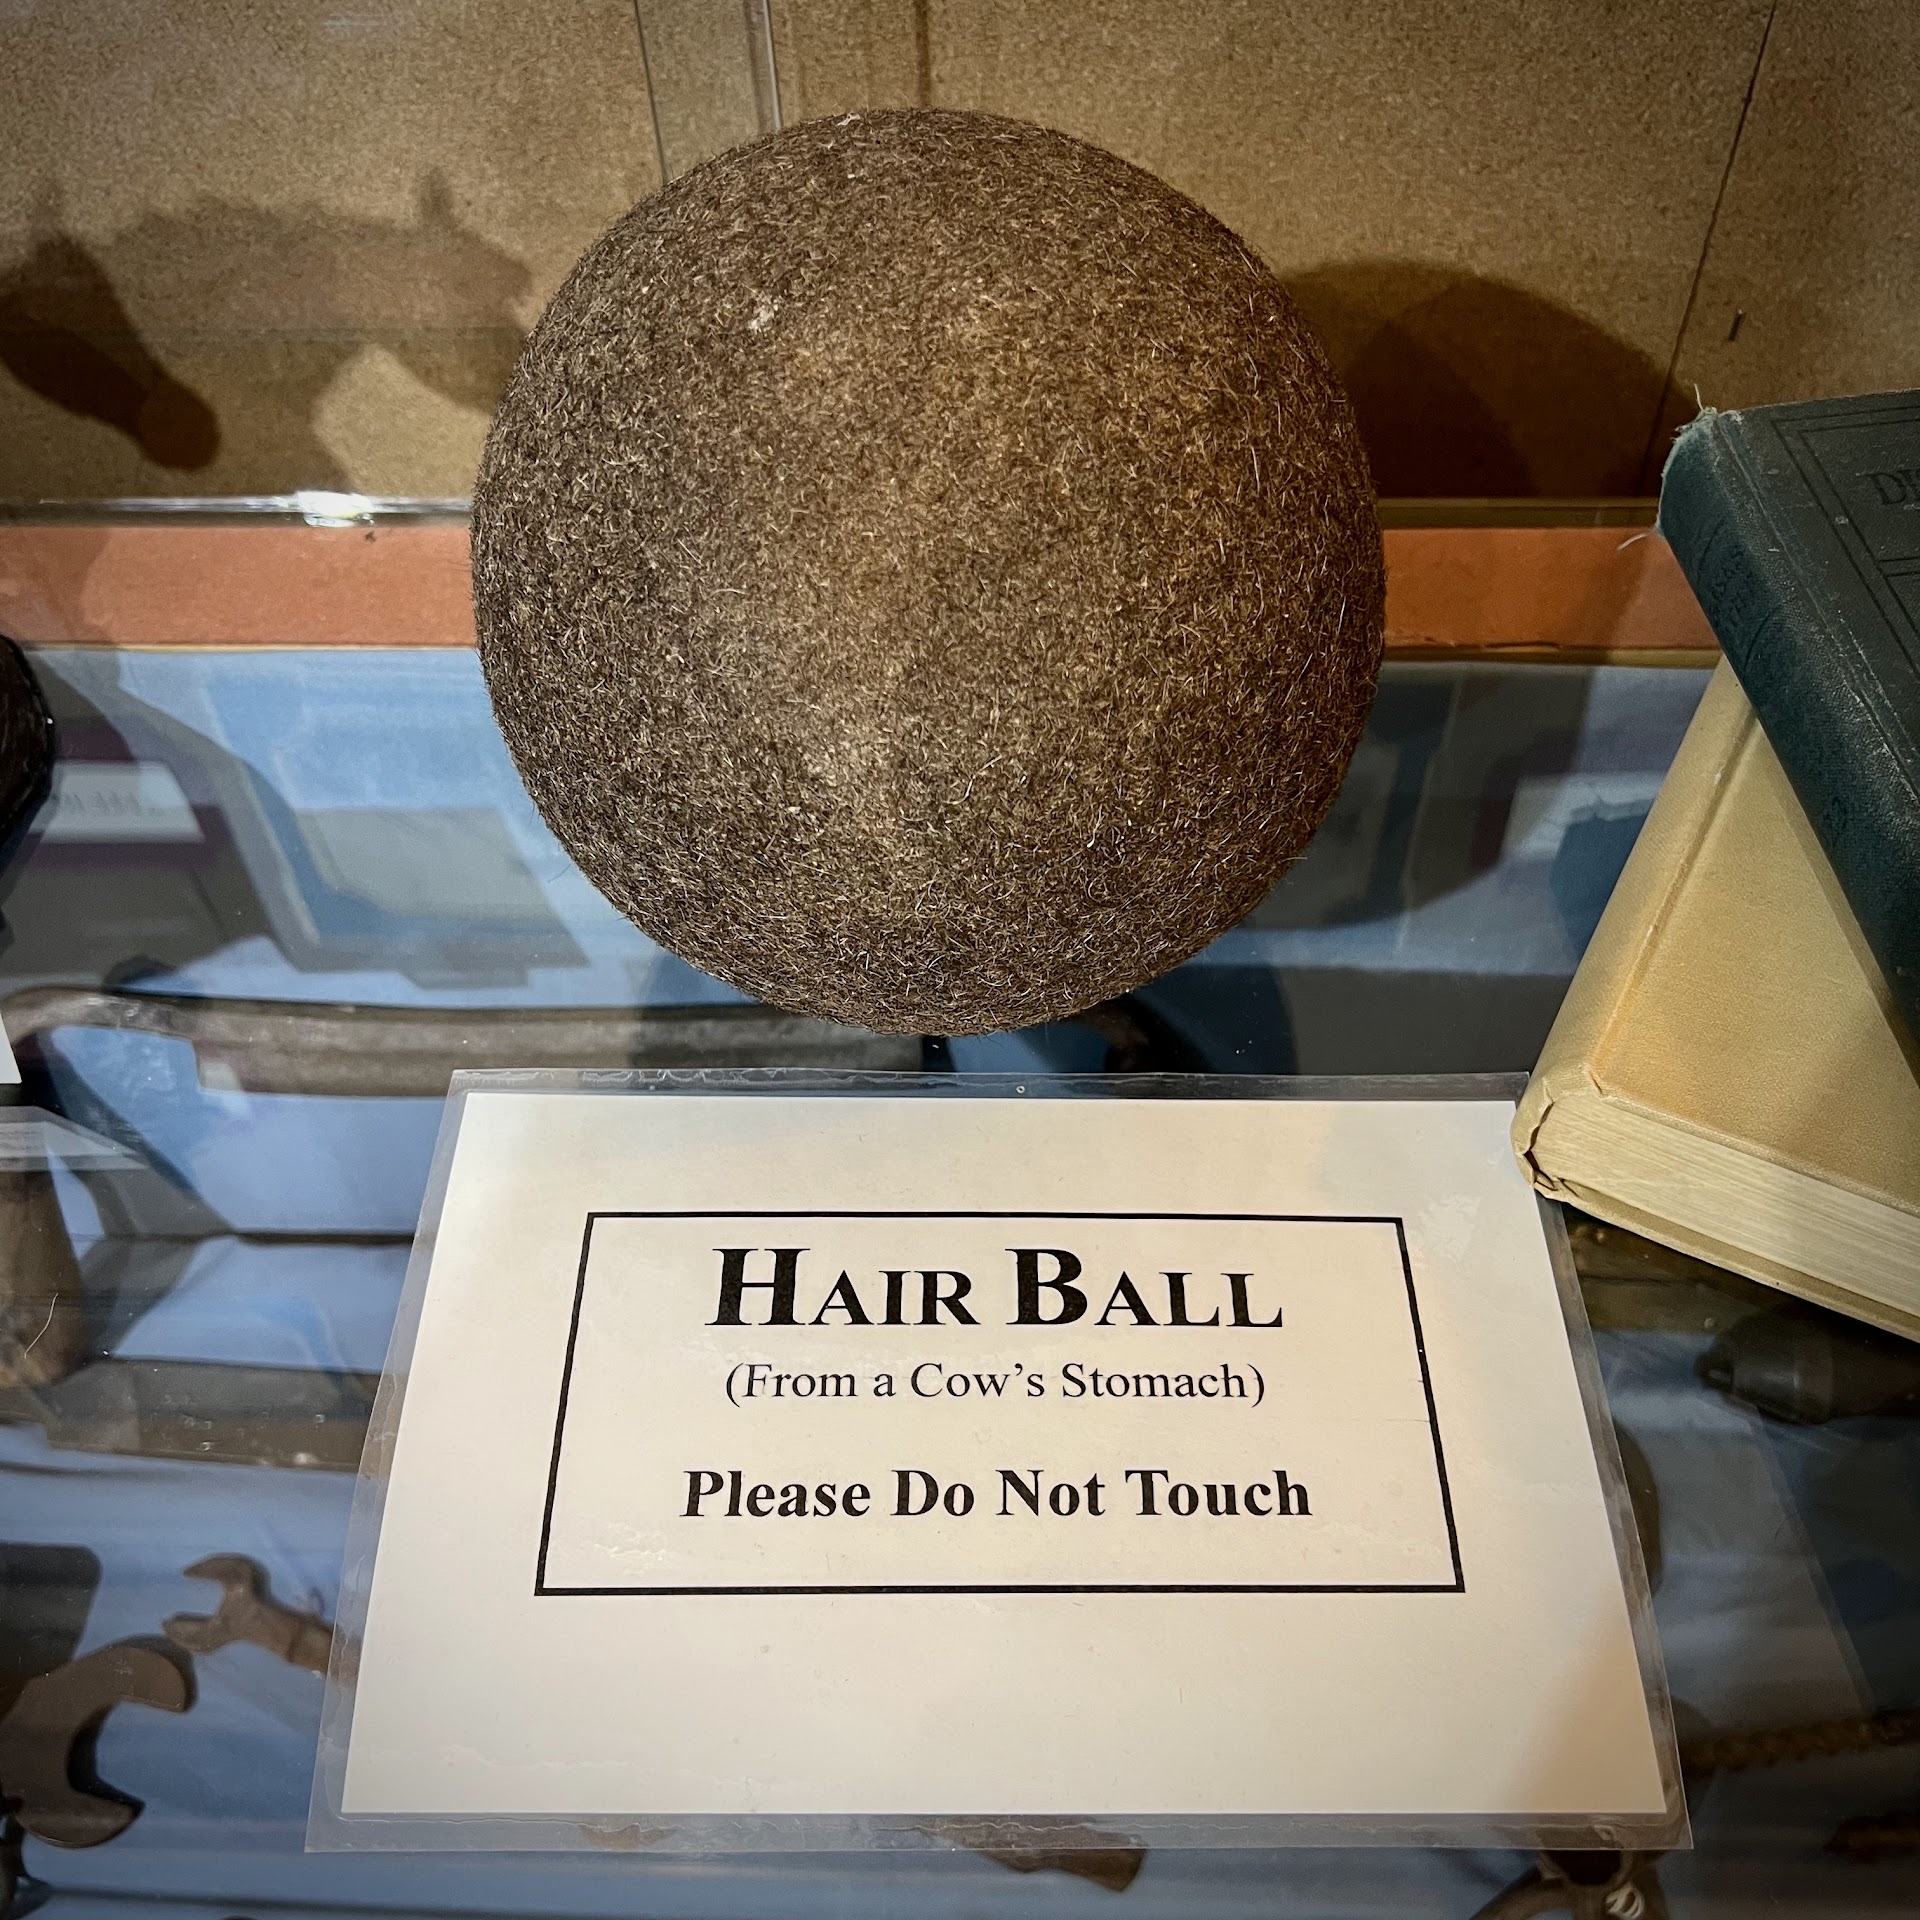 HAIR BALL
(From a Cow's Stomach)
Please Do Not Touch